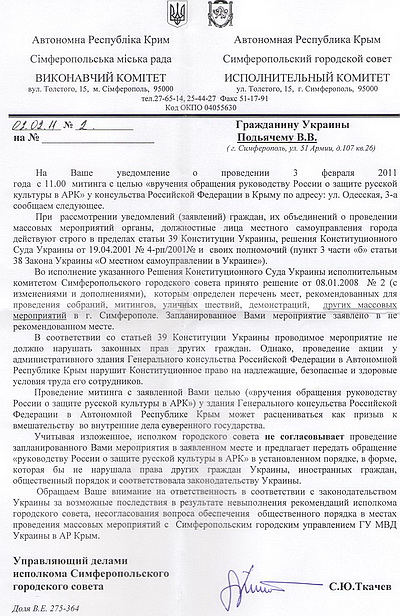 Автономна Республіка Крим Автономная Республика Крым
Сімферопольська міська рада Симферопольский городской совет
ВИКОНАВЧИЙ КОМІТЕТ ИСПОЛНИТЕЛЬНЫЙ КОМИТЕТ
вул. Толстого, 15, м. Сімферополь, 95000 ул. Толстого, 15, г. Симферополь, 95000
тел.27-65-14, 25-44-27 Факс 51-17-91
Код ОКПО 04055630
02.02.11 № 2
на №
Гражданину Украины
Подьячему В.В.
( г. Симферополь, ул. 51 Армии, д.107 кв.26)
На Ваше уведомление о проведении 3 февраля 2011
года с 11.00 митинга с целью «вручения обращения руководству России о защите русской
культуры в АРК» у консульства Российской Федерации в Крыму по адресу: ул. Одесская, 3-а
сообщаем следующее.
При рассмотрении уведомлений (заявлений) граждан, их объединений о проведении
массовых мероприятий органы, должностные лица местного самоуправления города
действуют строго в пределах статьи 39 Конституции Украины, решения Конституционного
Суда Украины от 19.04.2001 № 4-рп/2001№ и своих полномочий (пункт 3 части «б» статьи
38 Закона Украины «О местном самоуправлении в Украине»).
Во исполнение указанного Решения Конституционного Суда Украины исполнительным
комитетом Симферопольского городского совета принято решение от 08.01.2008 № 2 (с
изменениями и дополнениями), которым определен перечень мест, рекомендованных для
проведения собраний, митингов, уличных шествий, демонстраций, других массовых
мероприятий в г. Симферополе. Запланированное Вами мероприятие заявлено в не
рекомендованном месте.
В соответствии со статьей 39 Конституции Украины проводимое мероприятие не
должно нарушать законных прав других граждан. Однако, проведение акции у
административного здания Генерального консульства Российской Федерации в Автономной
Республике Крым нарушит Конституционное право на надлежащие, безопасные и здоровые
условия труда его сотрудников.
Проведение митинга с заявленной Вами целью («вручения обращения руководству
России о защите русской культуры в АРК») у здания Генерального консульства Российской
Федерации в Автономной Республике Крым может расцениваться как призыв к
вмешательству во внутренние дела суверенного государства.
Учитывая изложенное, исполком городского совета не согласовывает проведение
запланированного Вами мероприятия в заявленном месте и предлагает передать обращение
«руководству России о защите русской культуры в АРК» в установленном порядке, в форме,
которая бы не нарушала права других граждан Украины, иностранных граждан,
общественный порядок и соответствовала законодательству Украины.
Обращаем Ваше внимание на ответственность в соответствии с законодательством
Украины за возможные последствия в результате невыполнения рекомендаций исполкома
городского совета, несогласования вопроса обеспечения общественного порядка в местах
проведения массовых мероприятий с Симферопольским городским управлением ГУ МВД
Украины в АР Крым.
Управляющий делами
исполкома Симферопольского
городского совета С.Ю.Ткачев
Доля В.Е. 275-364